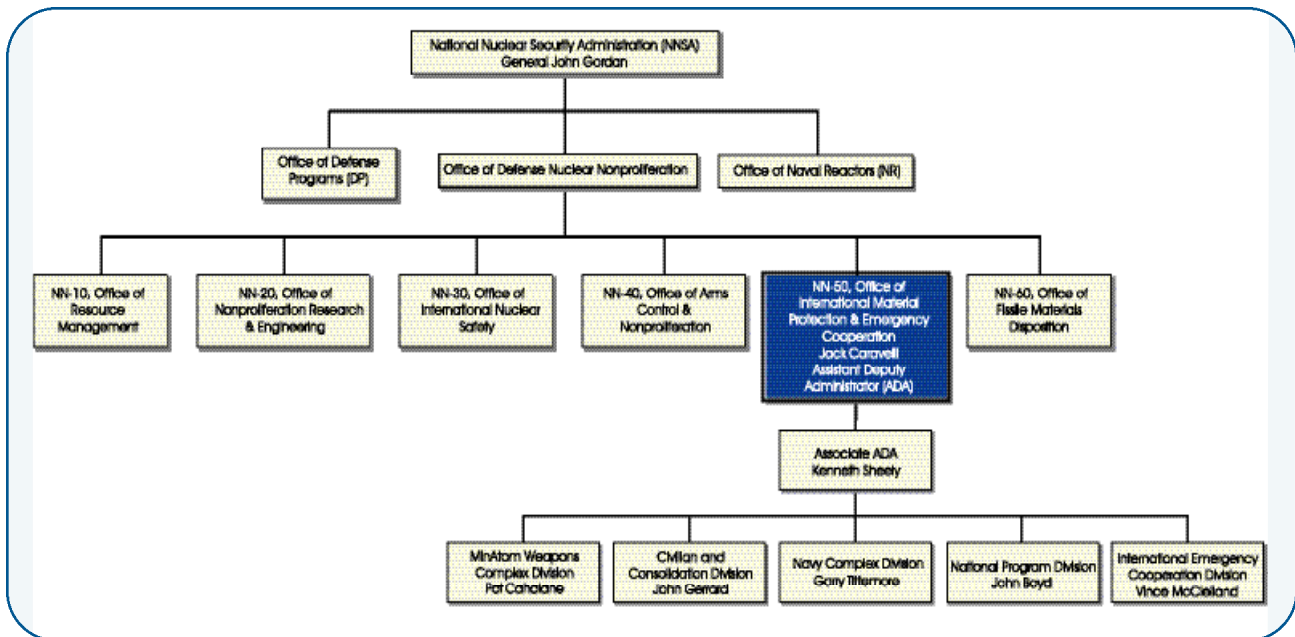 National Nuclear Security Administration (NNSA)
General John Gordan
Office of Defense
Programs (DP)
Office of Defense Nuclear Nonproliferation
Office of Naval Reactors (NR)
NN-10, Office of
Resource
Management
NN-20, Office of
Nonproliferation Research
& Engineering
NN-30, Office of
International Nuclear
Safety
NN-40, Office of Arms
Control &
Nonproliferation
NN-50, Office of
International Material
Protection & Emergency
Cooperation
Jack Caravelli
Assistant Deputy
Administrator (ADA)
NN-60, Office of
Fissile Materials
Disposition
Associate ADA
Kenneth Sheely
MinAtom Weapons
Complex Division
Pat Cahalane
Civilian and
Consolidation Division
John Gerrard
Navy Complex Division
Garry Tittemore
National Program Division
John Boyd
International Emergency
Cooperation Division
Vince McClelland